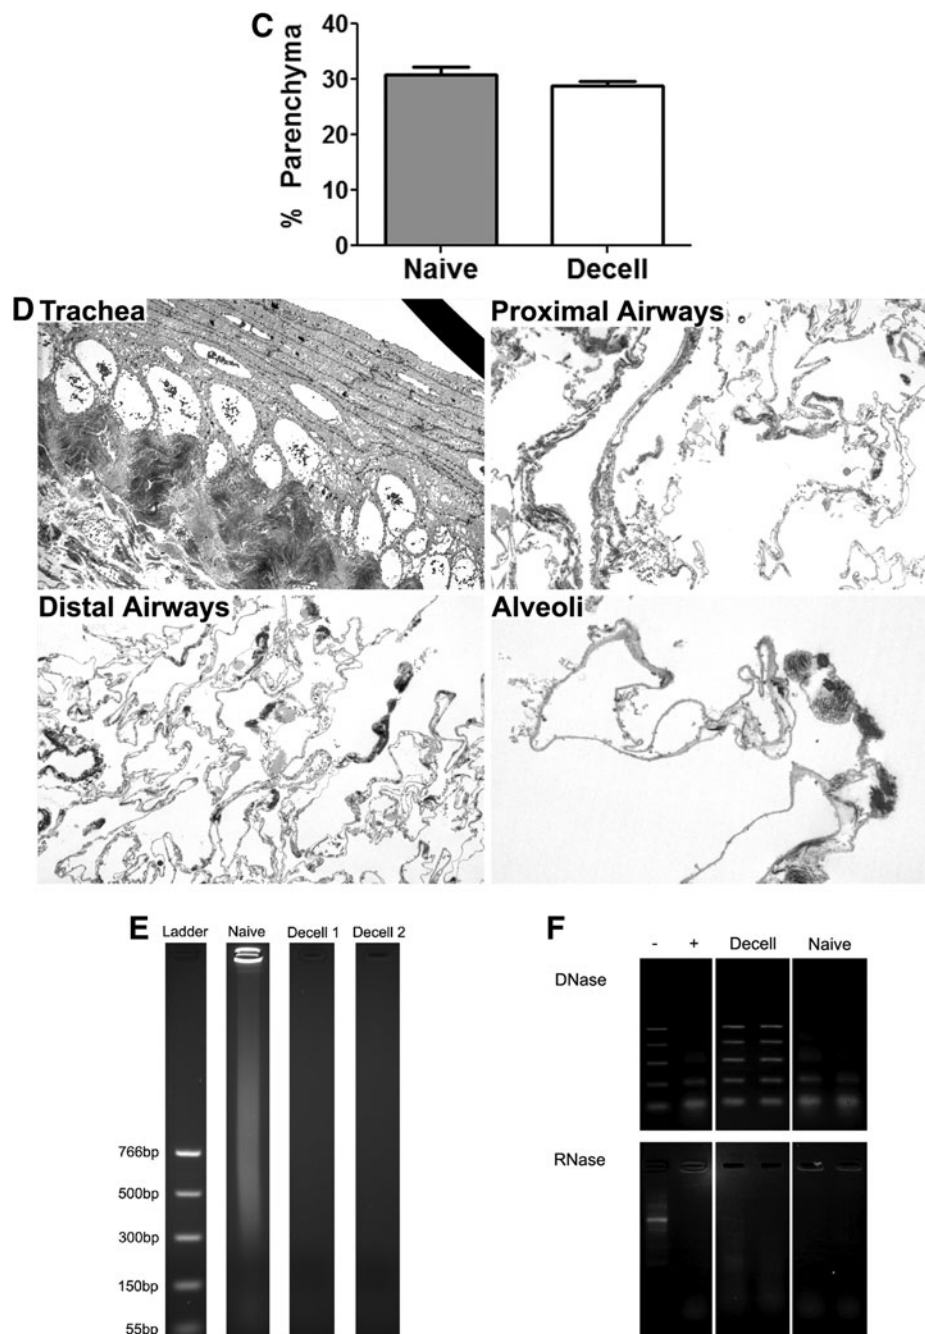 C
% Parenchyma
40
30
20
10
0
Naive Decell
D Trachea
Proximal Airways
Distal Airways
Alveoli
E
Ladder Naive Decell 1 Decell 2
766bp
500bp
300bp
150bp
55bp
F
- + Decell Naive
DNase
RNase